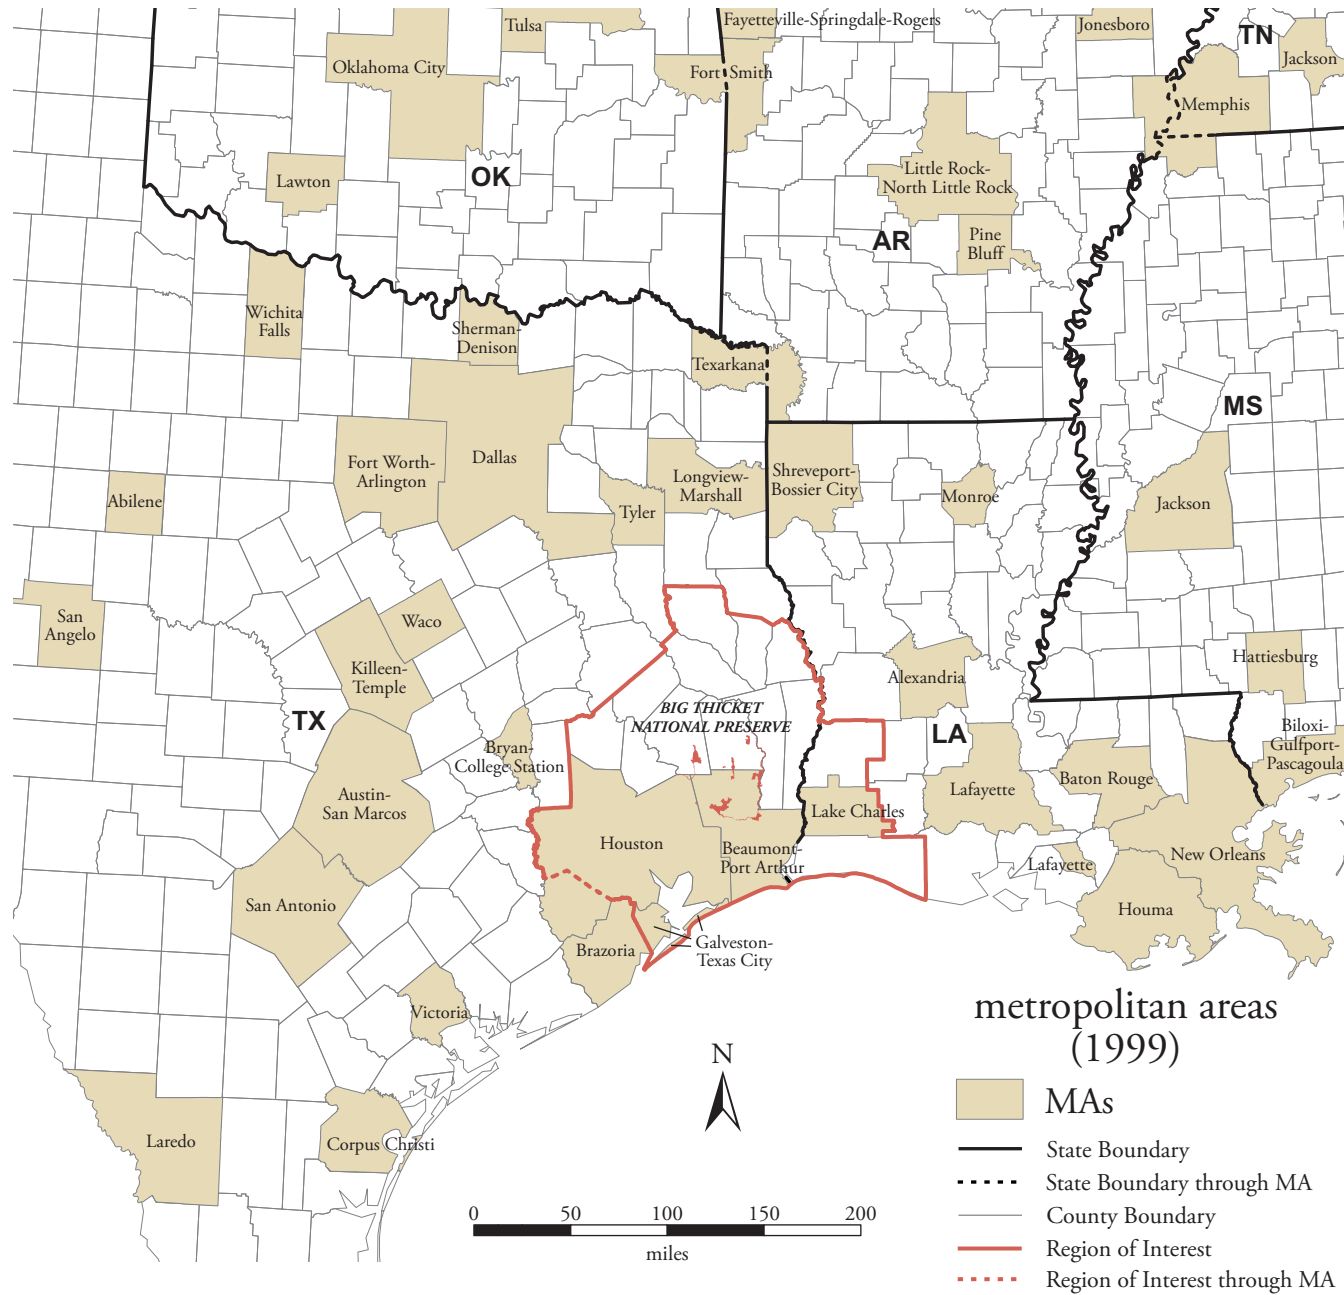 Tulsa
Fayetteville-Springdale-Rogers
Jonesboro
TN
Jackson
Oklahoma City
Fort Smith
Memphis
Lawton
OK
Little Rock-
North Little Rock
AR
Pine
Bluff
Wichita
Falls
Sherman-
Denison
Texarkana
MS
Fort Worth-
Arlington
Dallas
Longview-
Marshall
Shreveport-
Bossier City
Monroe
Jackson
Abilene
Tyler
San
Angelo
Waco
Killeen-
Temple
Alexandria
Hattiesburg
TX
BIG THICKET
NATIONAL PRESERVE
LA
Biloxi-
Gulfport-
Pascagoula
Bryan-
College Station
Baton Rouge
Lafayette
Austin-
San Marcos
Lake Charles
Houston
Beaumont-
Port Arthur
Lafayette
New Orleans
San Antonio
Houma
Brazoria
Galveston-
Texas City
Victoria
metropolitan areas
(1999)
N
MAs
Laredo
Corpus Christi
State Boundary
State Boundary through MA
County Boundary
Region of Interest
Region of Interest through MA
0 50 100 150 200
miles